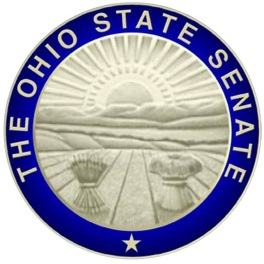 THE OHIO STATE SENATE